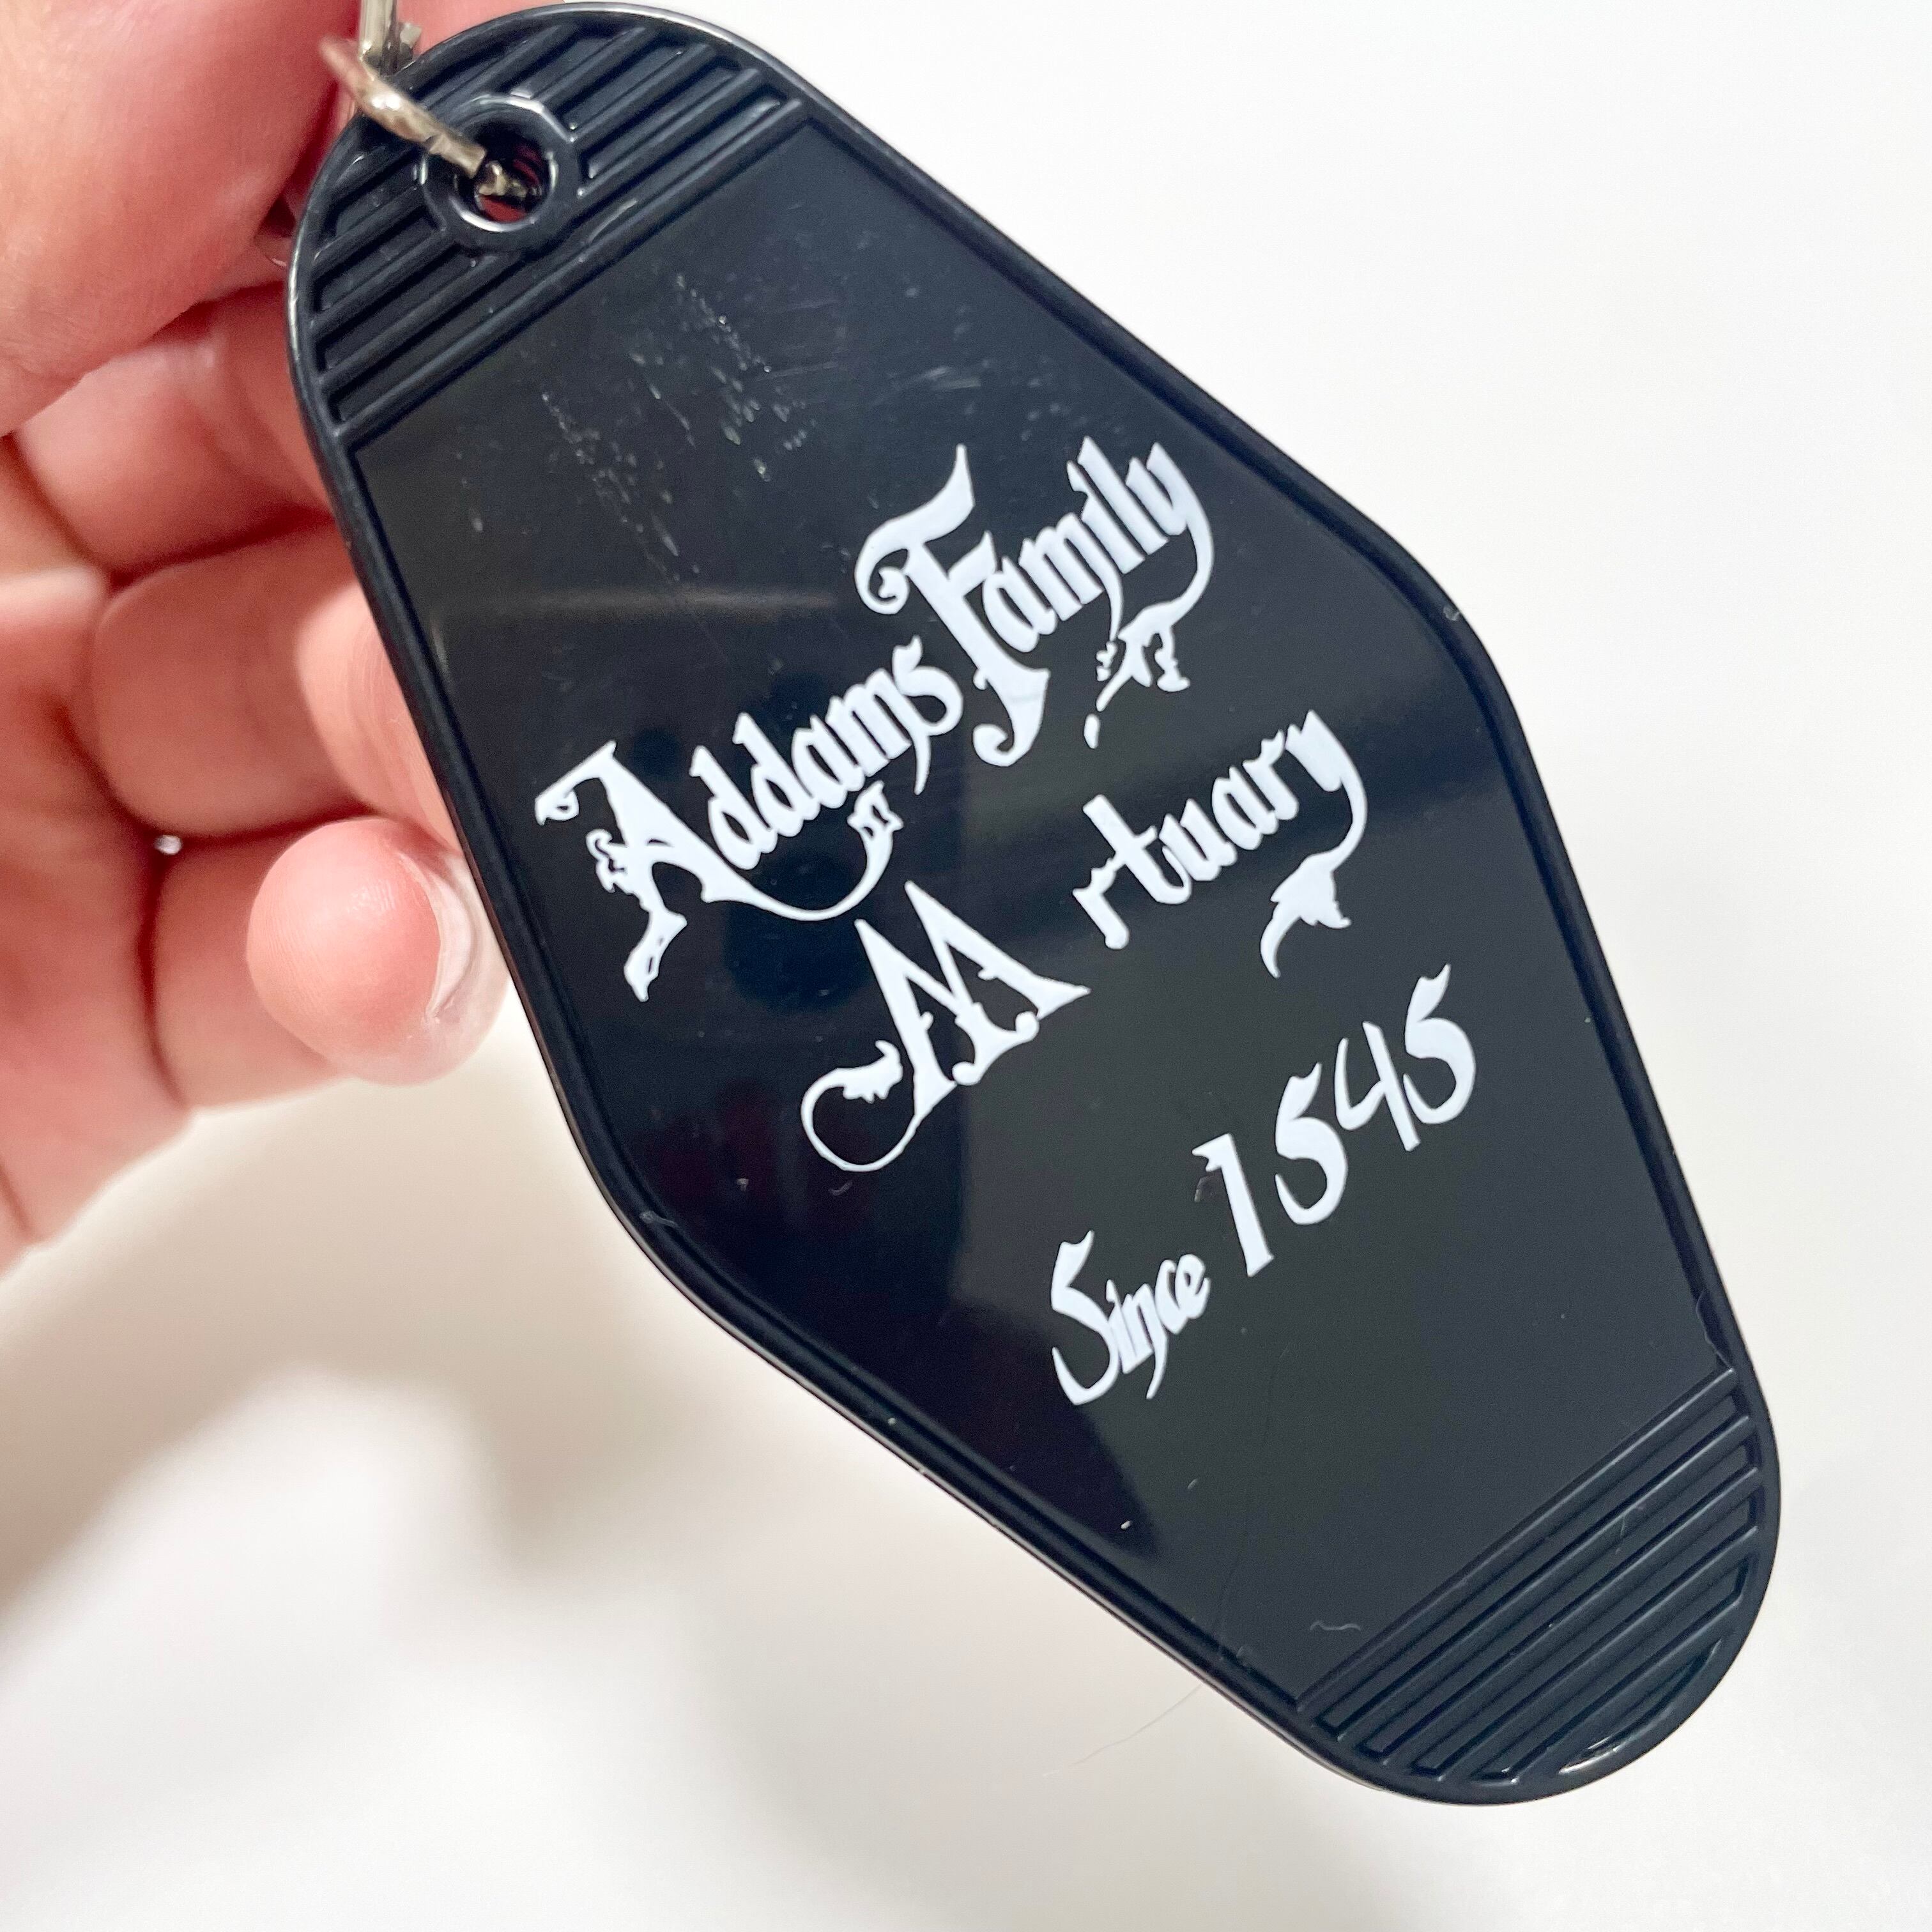 Addams Family
M rtuary
Since 1545